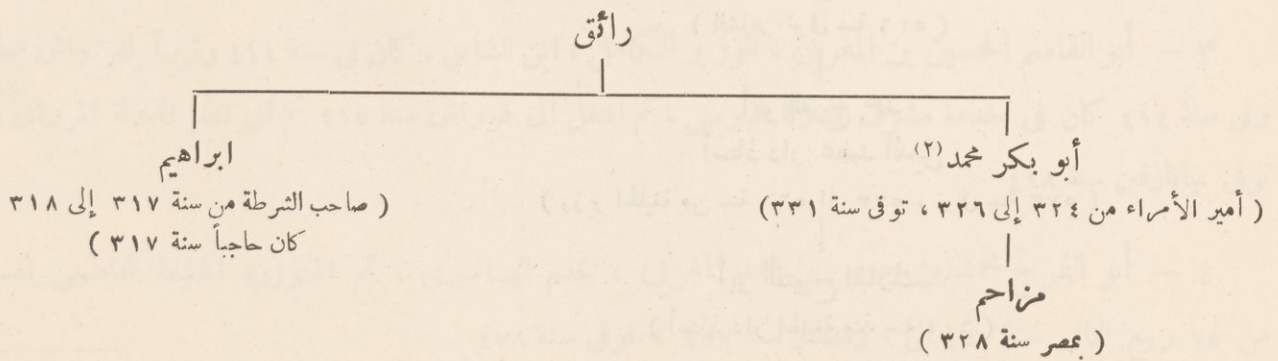 رائق
أبو بكر محمد (٢)
( أمير الأمراء من ٣٢٤ إلى ٣٢٦ ، توفى سنة ٣٣١ )
ابراهيم
( صاحب الشرطة من سنة ٣١٧ إلى ٣١٨
كان حاجباً سنة ٣١٧ )
مزاحم
( بمصر سنة ٣٢٨ )